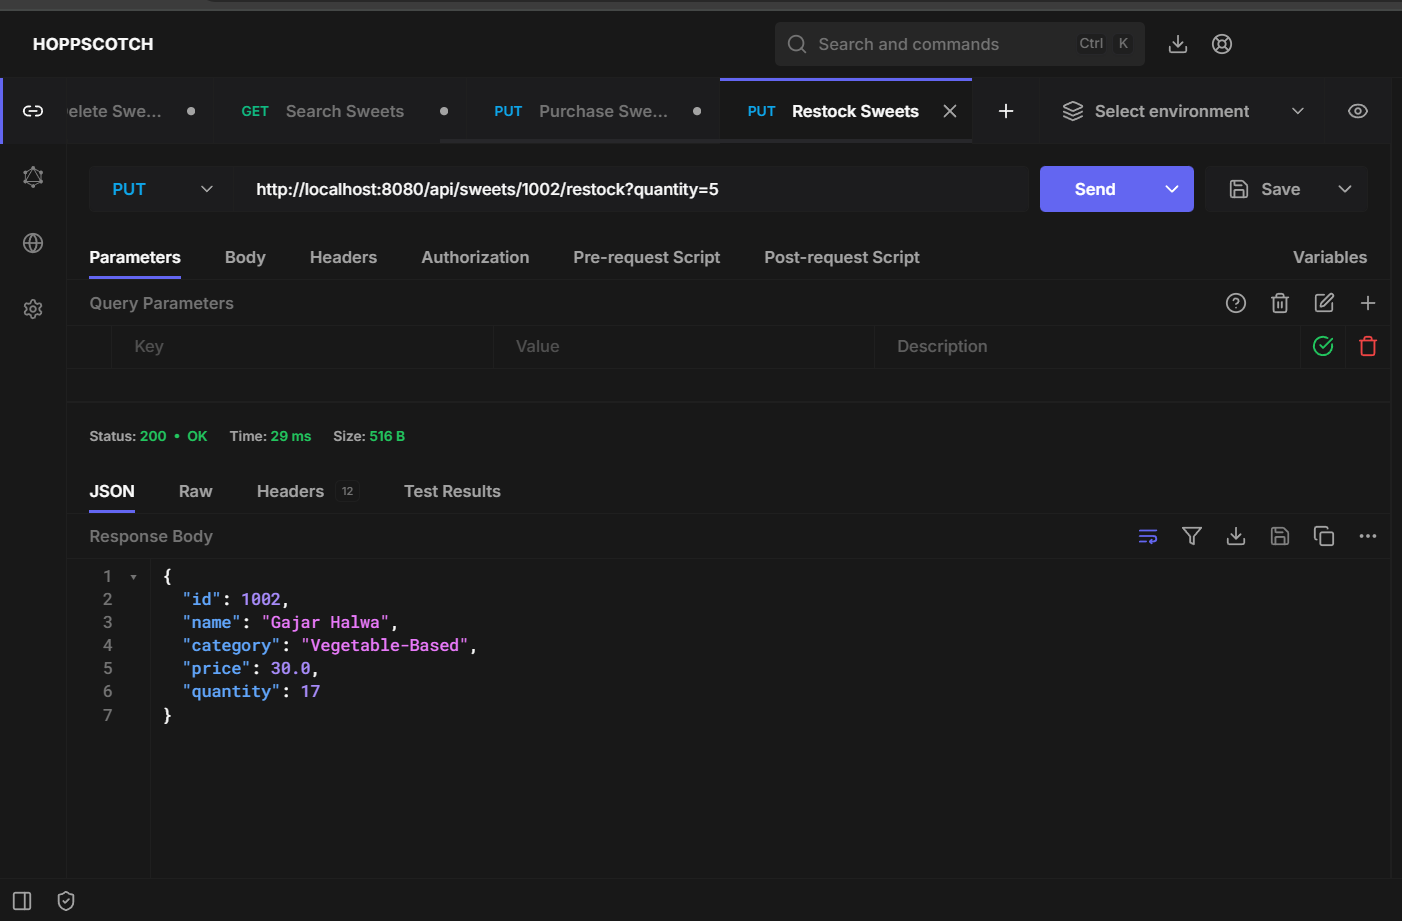 HOPPSCOTCH
Search and commands Ctrl K
elete Swe... GET Search Sweets PUT Purchase Swe... PUT Restock Sweets Select environment
PUT http://localhost:8080/api/sweets/1002/restock?quantity=5 Send Save
Parameters Body Headers Authorization Pre-request Script Post-request Script Variables
Query Parameters
Key Value Description
Status: 200 • OK Time: 29 ms Size: 516 B
JSON Raw Headers 12 Test Results
Response Body
1 {
2 "id": 1002,
3 "name": "Gajar Halwa",
4 "category": "Vegetable-Based",
5 "price": 30.0,
6 "quantity": 17
7 }